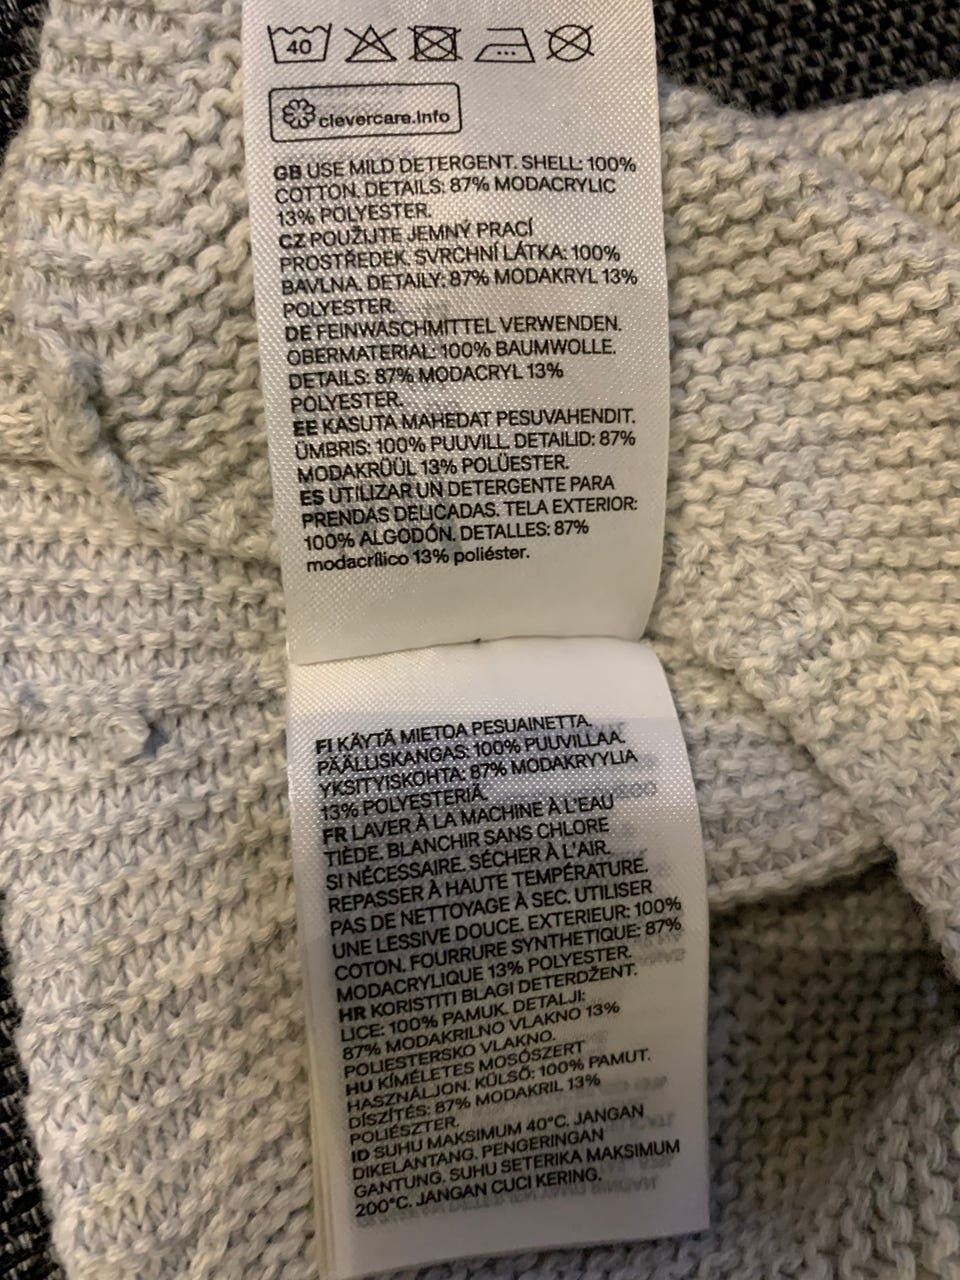 40
clevercare.info
GB USE MILD DETERGENT. SHELL: 100%
COTTON. DETAILS: 87% MODACRYLIC
13% POLYESTER.
CZ POUŽIJTE JEMNÝ PRACÍ
PROSTŘEDEK. SVRCHNÍ LÁTKA: 100%
BAVLNA. DETAILY: 87% MODAKRYL 13%
POLYESTER.
DE FEINWASCHMITTEL VERWENDEN.
OBERMATERIAL: 100% BAUMWOLLE.
DETAILS: 87% MODACRYL 13%
POLYESTER.
EE KASUTA MAHEDAT PESUVAHENDIT.
ÜMBRIS: 100% PUUVILL. DETAILID: 87%
MODAKRÜÜL 13% POLÜESTER.
ES UTILIZAR UN DETERGENTE PARA
PRENDAS DELICADAS. TELA EXTERIOR:
100% ALGODÓN. DETALLES: 87%
modacrílico 13% poliéster.
FI KÄYTÄ MIETOA PESUAINETTA.
PÄÄLLUSKANGAS: 100% PUUVILLAA.
YKSITYISKOHTA: 87% MODAKRYYLIA
13% POLYESTERIÄ.
FR LAVER À LA MACHINE À L'EAU
TIÈDE. BLANCHIR SANS CHLORE
SI NÉCESSAIRE. SÉCHER À L'AIR.
REPASSER À HAUTE TEMPÉRATURE.
PAS DE NETTOYAGE À SEC. UTILISER
UNE LESSIVE DOUCE. EXTERIEUR: 100%
COTON. FOURRURE SYNTHETIQUE: 87%
MODACRYLIQUE 13% POLYESTER.
HR KORISTITI BLAGI DETERDŽENT.
LICE: 100% PAMUK. DETALJI:
87% MODAKRILNO VLAKNO 13%
POLIESTERSKO VLAKNO.
HU KÍMÉLETES MOSÓSZERT
HASZNÁLJON. KÜLSŐ: 100% PAMUT.
DÍSZÍTÉS: 87% MODAKRIL 13%
POLIÉSZTER.
ID SUHU MAKSIMUM 40°C. JANGAN
DIKELANTANG. PENGERINGAN
GANTUNG. SUHU SETERIKA MAKSIMUM
200°C. JANGAN CUCI KERING.